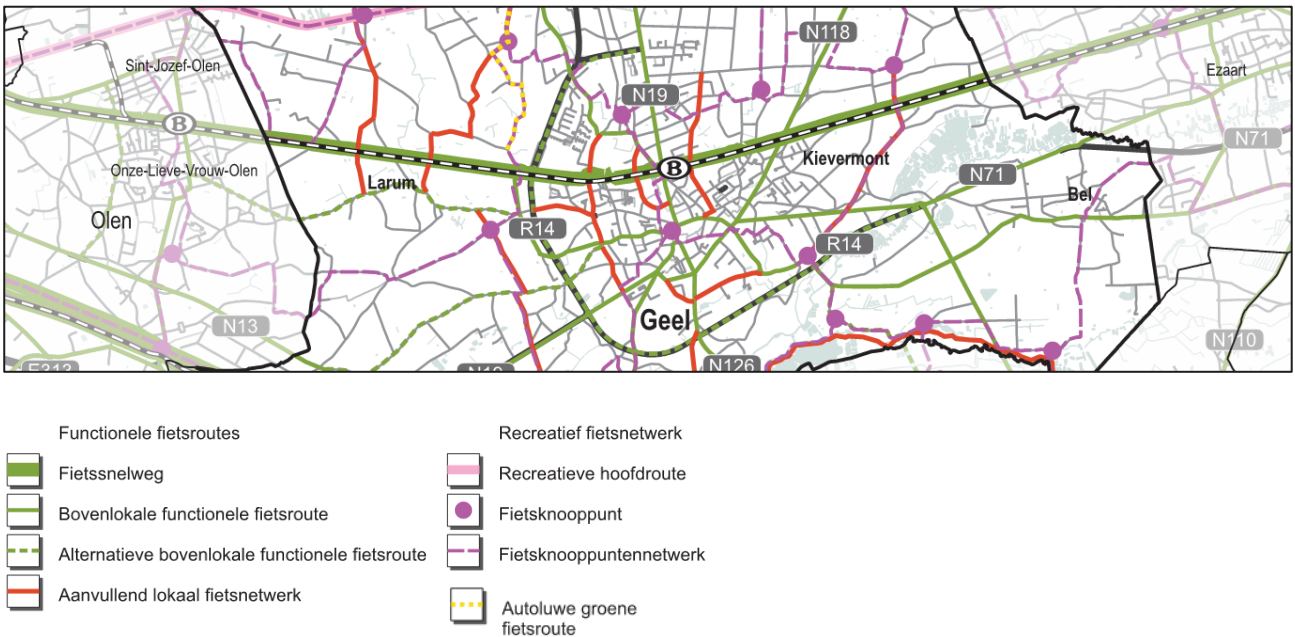 N118
Sint-Jozef-Olen
Ezaart
N19
B
N71
Onze-Lieve-Vrouw-Olen
B
Kievermont
Larum
N71
Bel
Olen
R14
R14
N13
Geel
N110
E313
N19
N126
Functionele fietsroutes
Fietssnelweg
Bovenlokale functionele fietsroute
Alternatieve bovenlokale functionele fietsroute
Aanvullend lokaal fietsnetwerk
Recreatief fietsnetwerk
Recreatieve hoofdroute
Fietsknooppunt
Fietsknooppuntennetwerk
Autoluwe groene
fietsroute